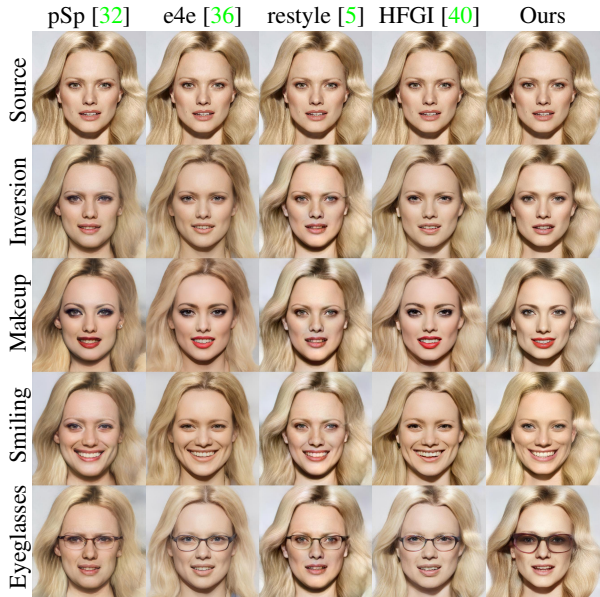 pSp [32] e4e [36] restyle [5] HFGI [40] Ours
Source
Inversion
Makeup
Smiling
Eyeglasses